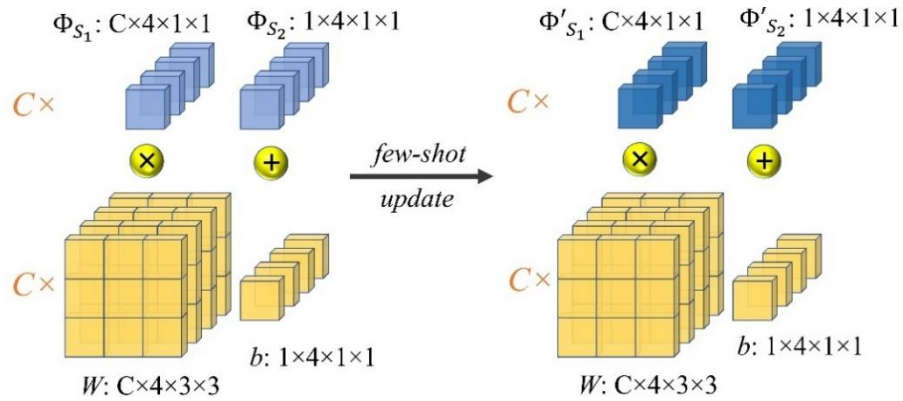 Φ_{S_1}: C×4×1×1
Φ_{S_2}: 1×4×1×1
C×
×
+
C×
b: 1×4×1×1
W: C×4×3×3
few-shot
update
Φ'_{S_1}: C×4×1×1
Φ'_{S_2}: 1×4×1×1
C×
×
+
C×
b: 1×4×1×1
W: C×4×3×3